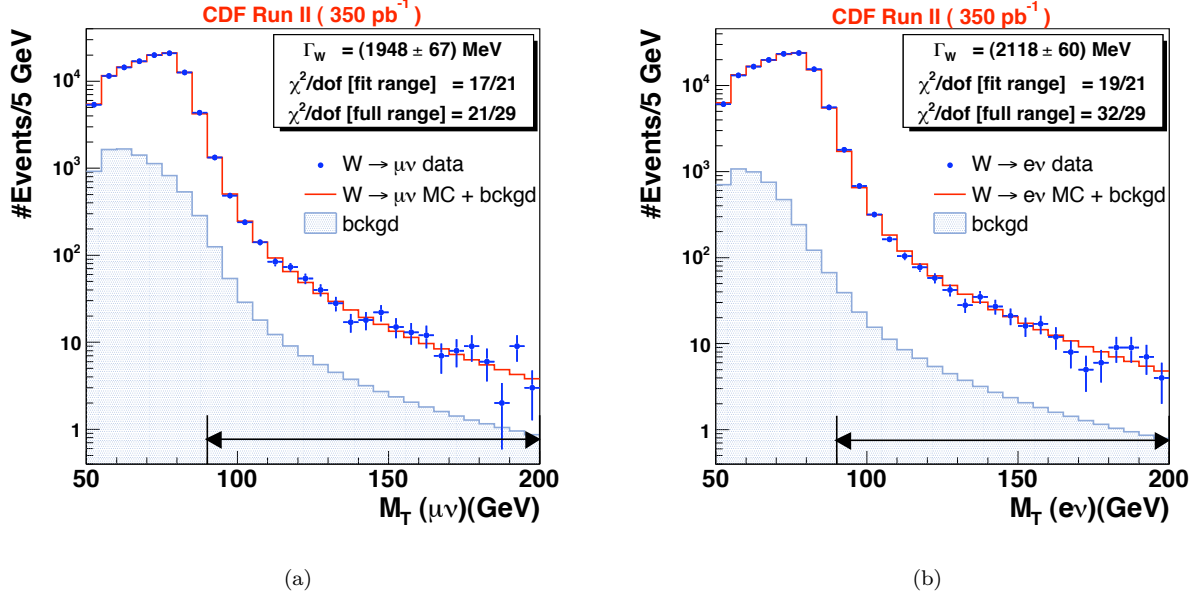 CDF Run II ( 350 pb⁻¹)
#Events/5 GeV
Γ_W = (1948 ± 67) MeV
χ²/dof [fit range] = 17/21
χ²/dof [full range] = 21/29
W → μν data
W → μν MC + bckgd
bckgd
10⁴
10³
10²
10
1
50 100 150 200
M_T (μν)(GeV)
(a)
CDF Run II ( 350 pb⁻¹)
#Events/5 GeV
Γ_W = (2118 ± 60) MeV
χ²/dof [fit range] = 19/21
χ²/dof [full range] = 32/29
W → eν data
W → eν MC + bckgd
bckgd
10⁴
10³
10²
10
1
50 100 150 200
M_T (eν)(GeV)
(b)